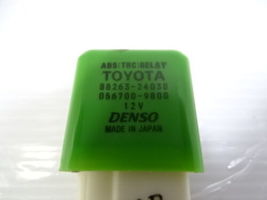 ABS(TRC)RELAY
TOYOTA
88263-24030
056700-9800
12V
DENSO
MADE IN JAPAN